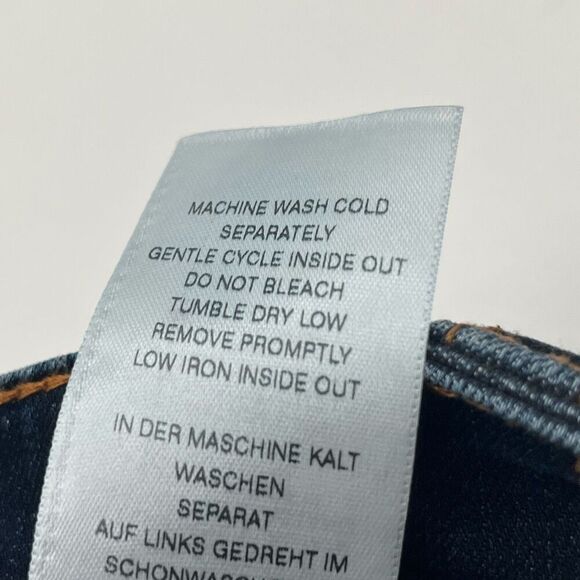 MACHINE WASH COLD
SEPARATELY
GENTLE CYCLE INSIDE OUT
DO NOT BLEACH
TUMBLE DRY LOW
REMOVE PROMPTLY
LOW IRON INSIDE OUT
IN DER MASCHINE KALT
WASCHEN
SEPARAT
AUF LINKS GEDREHT IM